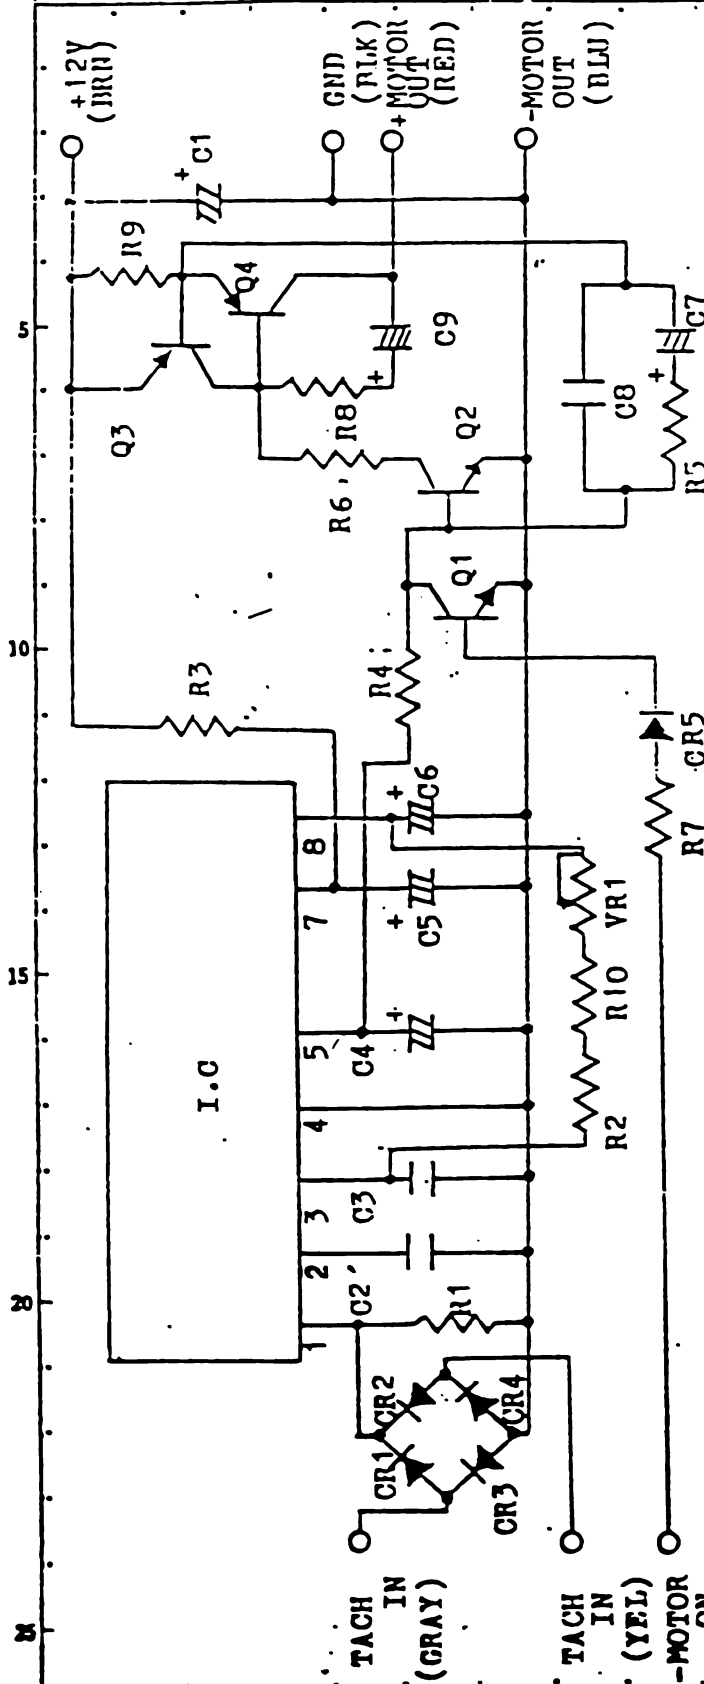 +12V
(BRN)
GND
(BLK)
+MOTOR
OUT
(RED)
-MOTOR
OUT
(BLU)
+
C1
R9
Q4
5
C9
C7
+
+
C8
Q3
R8
Q2
R5
R6
Q1
10
R3
R4
CR5
+
C6
8
R7
7
+
C5
VR1
15
R10
+
5
C4
I.C
4
R2
3
C3
2
C2
20
R1
1
CR2
CR4
CR1
CR3
TACH
IN
(GRAY)
TACH
IN
(YEL)
-MOTOR
ON
25